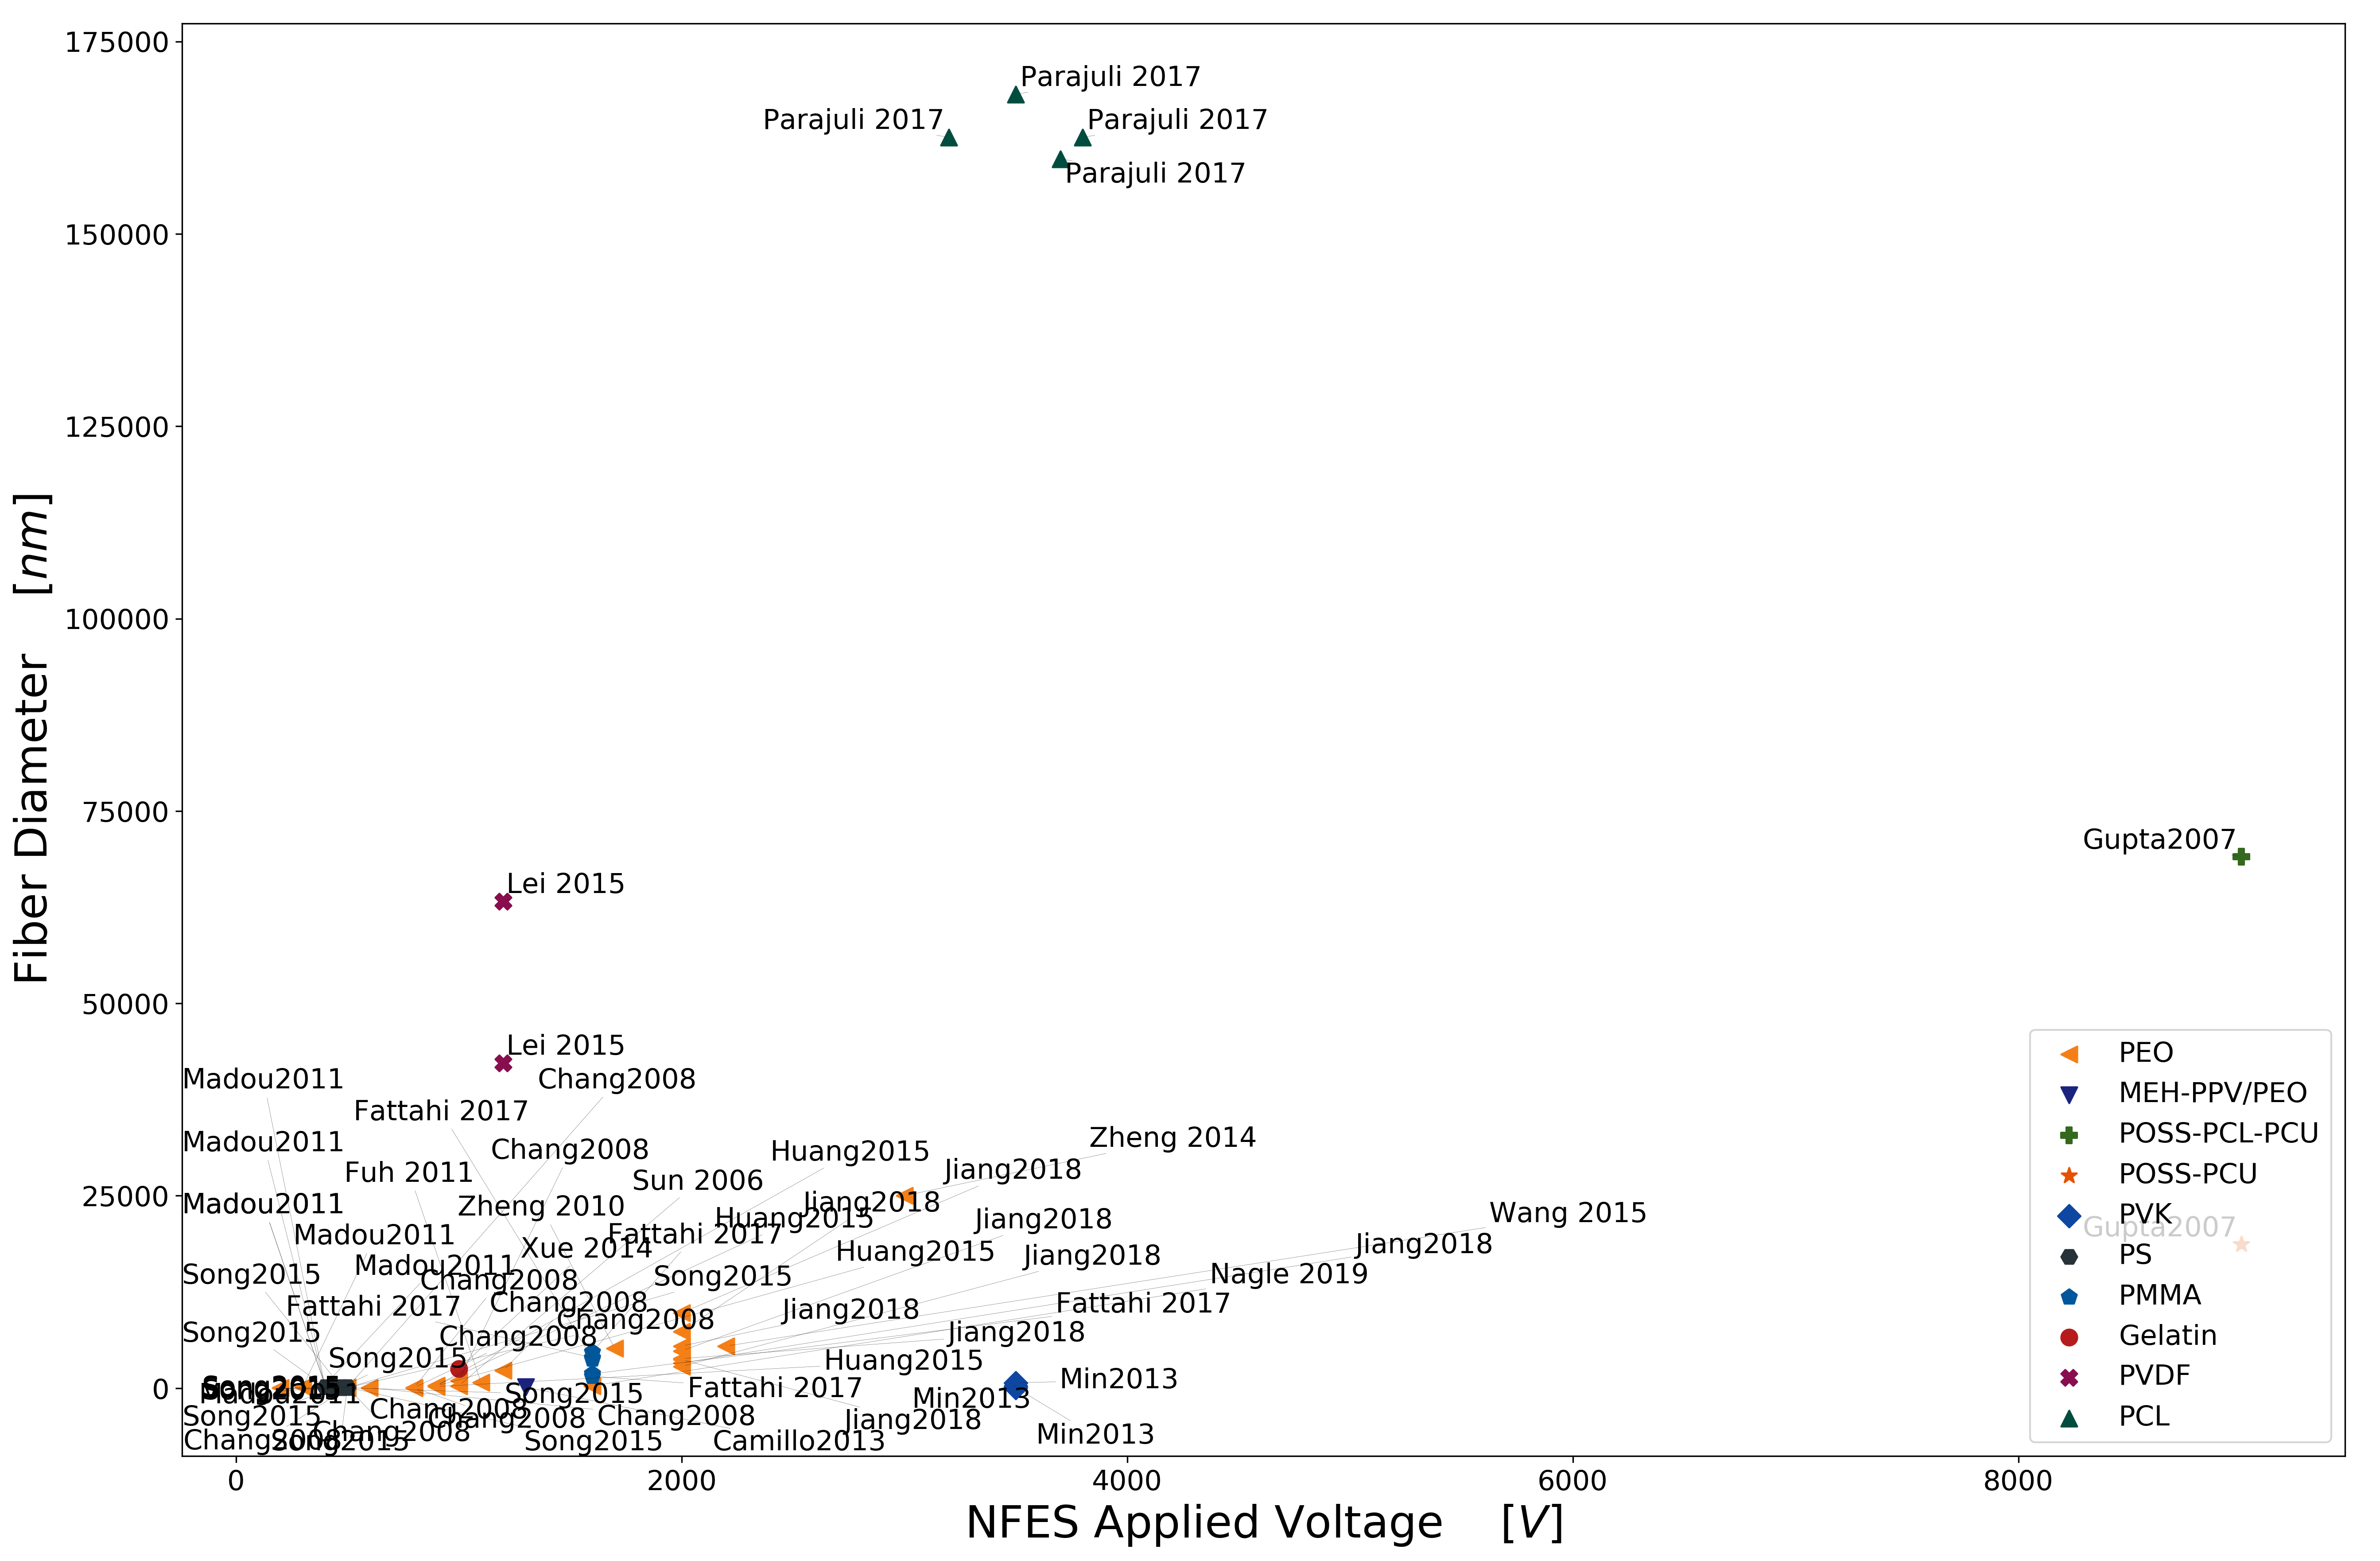 175000
Parajuli 2017
Parajuli 2017
Parajuli 2017
Parajuli 2017
150000
125000
100000
75000
50000
25000
0
Fiber Diameter [nm]
Gupta2007
Lei 2015
Lei 2015
Madou2011
Chang2008
Fattahi 2017
Madou2011
Chang2008
Huang2015
Zheng 2014
Fuh 2011
Sun 2006
Jiang2018
Madou2011
Zheng 2010
Jiang2018
Huang2015
Jiang2018
Wang 2015
Gupta2007
Madou2011
Fattahi 2017
Xue 2014
Huang2015
Jiang2018
Jiang2018
Madou2011
Song2015
Chang2008
Song2015
Nagle 2019
Fattahi 2017
Chang2008
Jiang2018
Fattahi 2017
Chang2008
Song2015
Chang2008
Jiang2018
Song2015
Huang2015
Song2015
Madou2011
Song2015
Fattahi 2017
Min2013
Min2013
Song2015
Chang2008
Chang2008
Chang2008
Jiang2018
Chang2008
Min2013
Chang2008
Song2015
Song2015
Camillo2013
PEO
MEH-PPV/PEO
POSS-PCL-PCU
POSS-PCU
PVK
PS
PMMA
Gelatin
PVDF
PCL
0
2000
4000
6000
8000
NFES Applied Voltage [V]